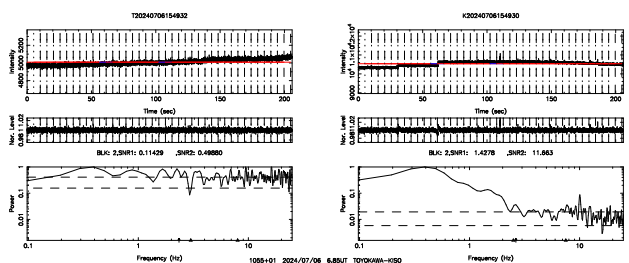 T20240706154932
K20240706154930
Intensity
4800 5000 5200
0 50 100 150 200
Time (sec)
Intensity
9000 10⁴ 1.1×10⁴ 1.2×10⁴
0 50 100 150 200
Time (sec)
Nor. Level
0.98 1 1.02
Nor. Level
0.98 1 1.02
BLK: 2,SNR1: 0.11429 ,SNR2: 0.49880
BLK: 2,SNR1: 1.4278 ,SNR2: 11.663
Power
0.01 0.1 1
0.1 1 10
Frequency (Hz)
Power
0.01 0.1 1
0.1 1 10
Frequency (Hz)
1055+01 2024/07/06 6.85UT TOYOKAWA-KISO